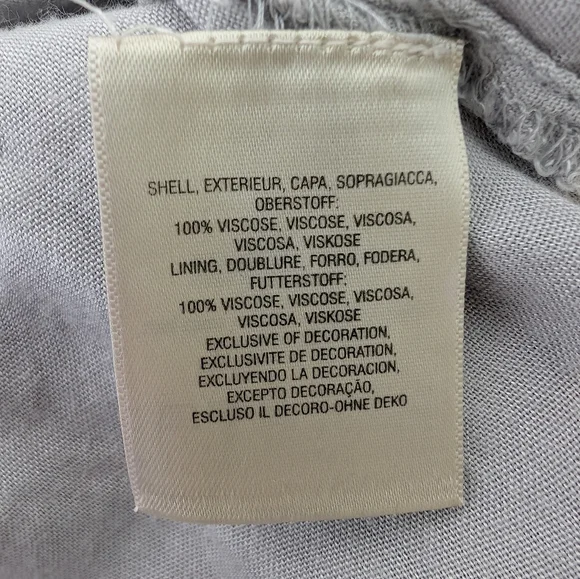 SHELL, EXTERIEUR, CAPA, SOPRAGIACCA,
OBERSTOFF:
100% VISCOSE, VISCOSE, VISCOSA,
VISCOSA, VISKOSE
LINING, DOUBLURE, FORRO, FODERA,
FUTTERSTOFF:
100% VISCOSE, VISCOSE, VISCOSA,
VISCOSA, VISKOSE
EXCLUSIVE OF DECORATION,
EXCLUSIVITE DE DECORATION,
EXCLUYENDO LA DECORACION,
EXCEPTO DECORAÇÃO,
ESCLUSO IL DECORO-OHNE DEKO